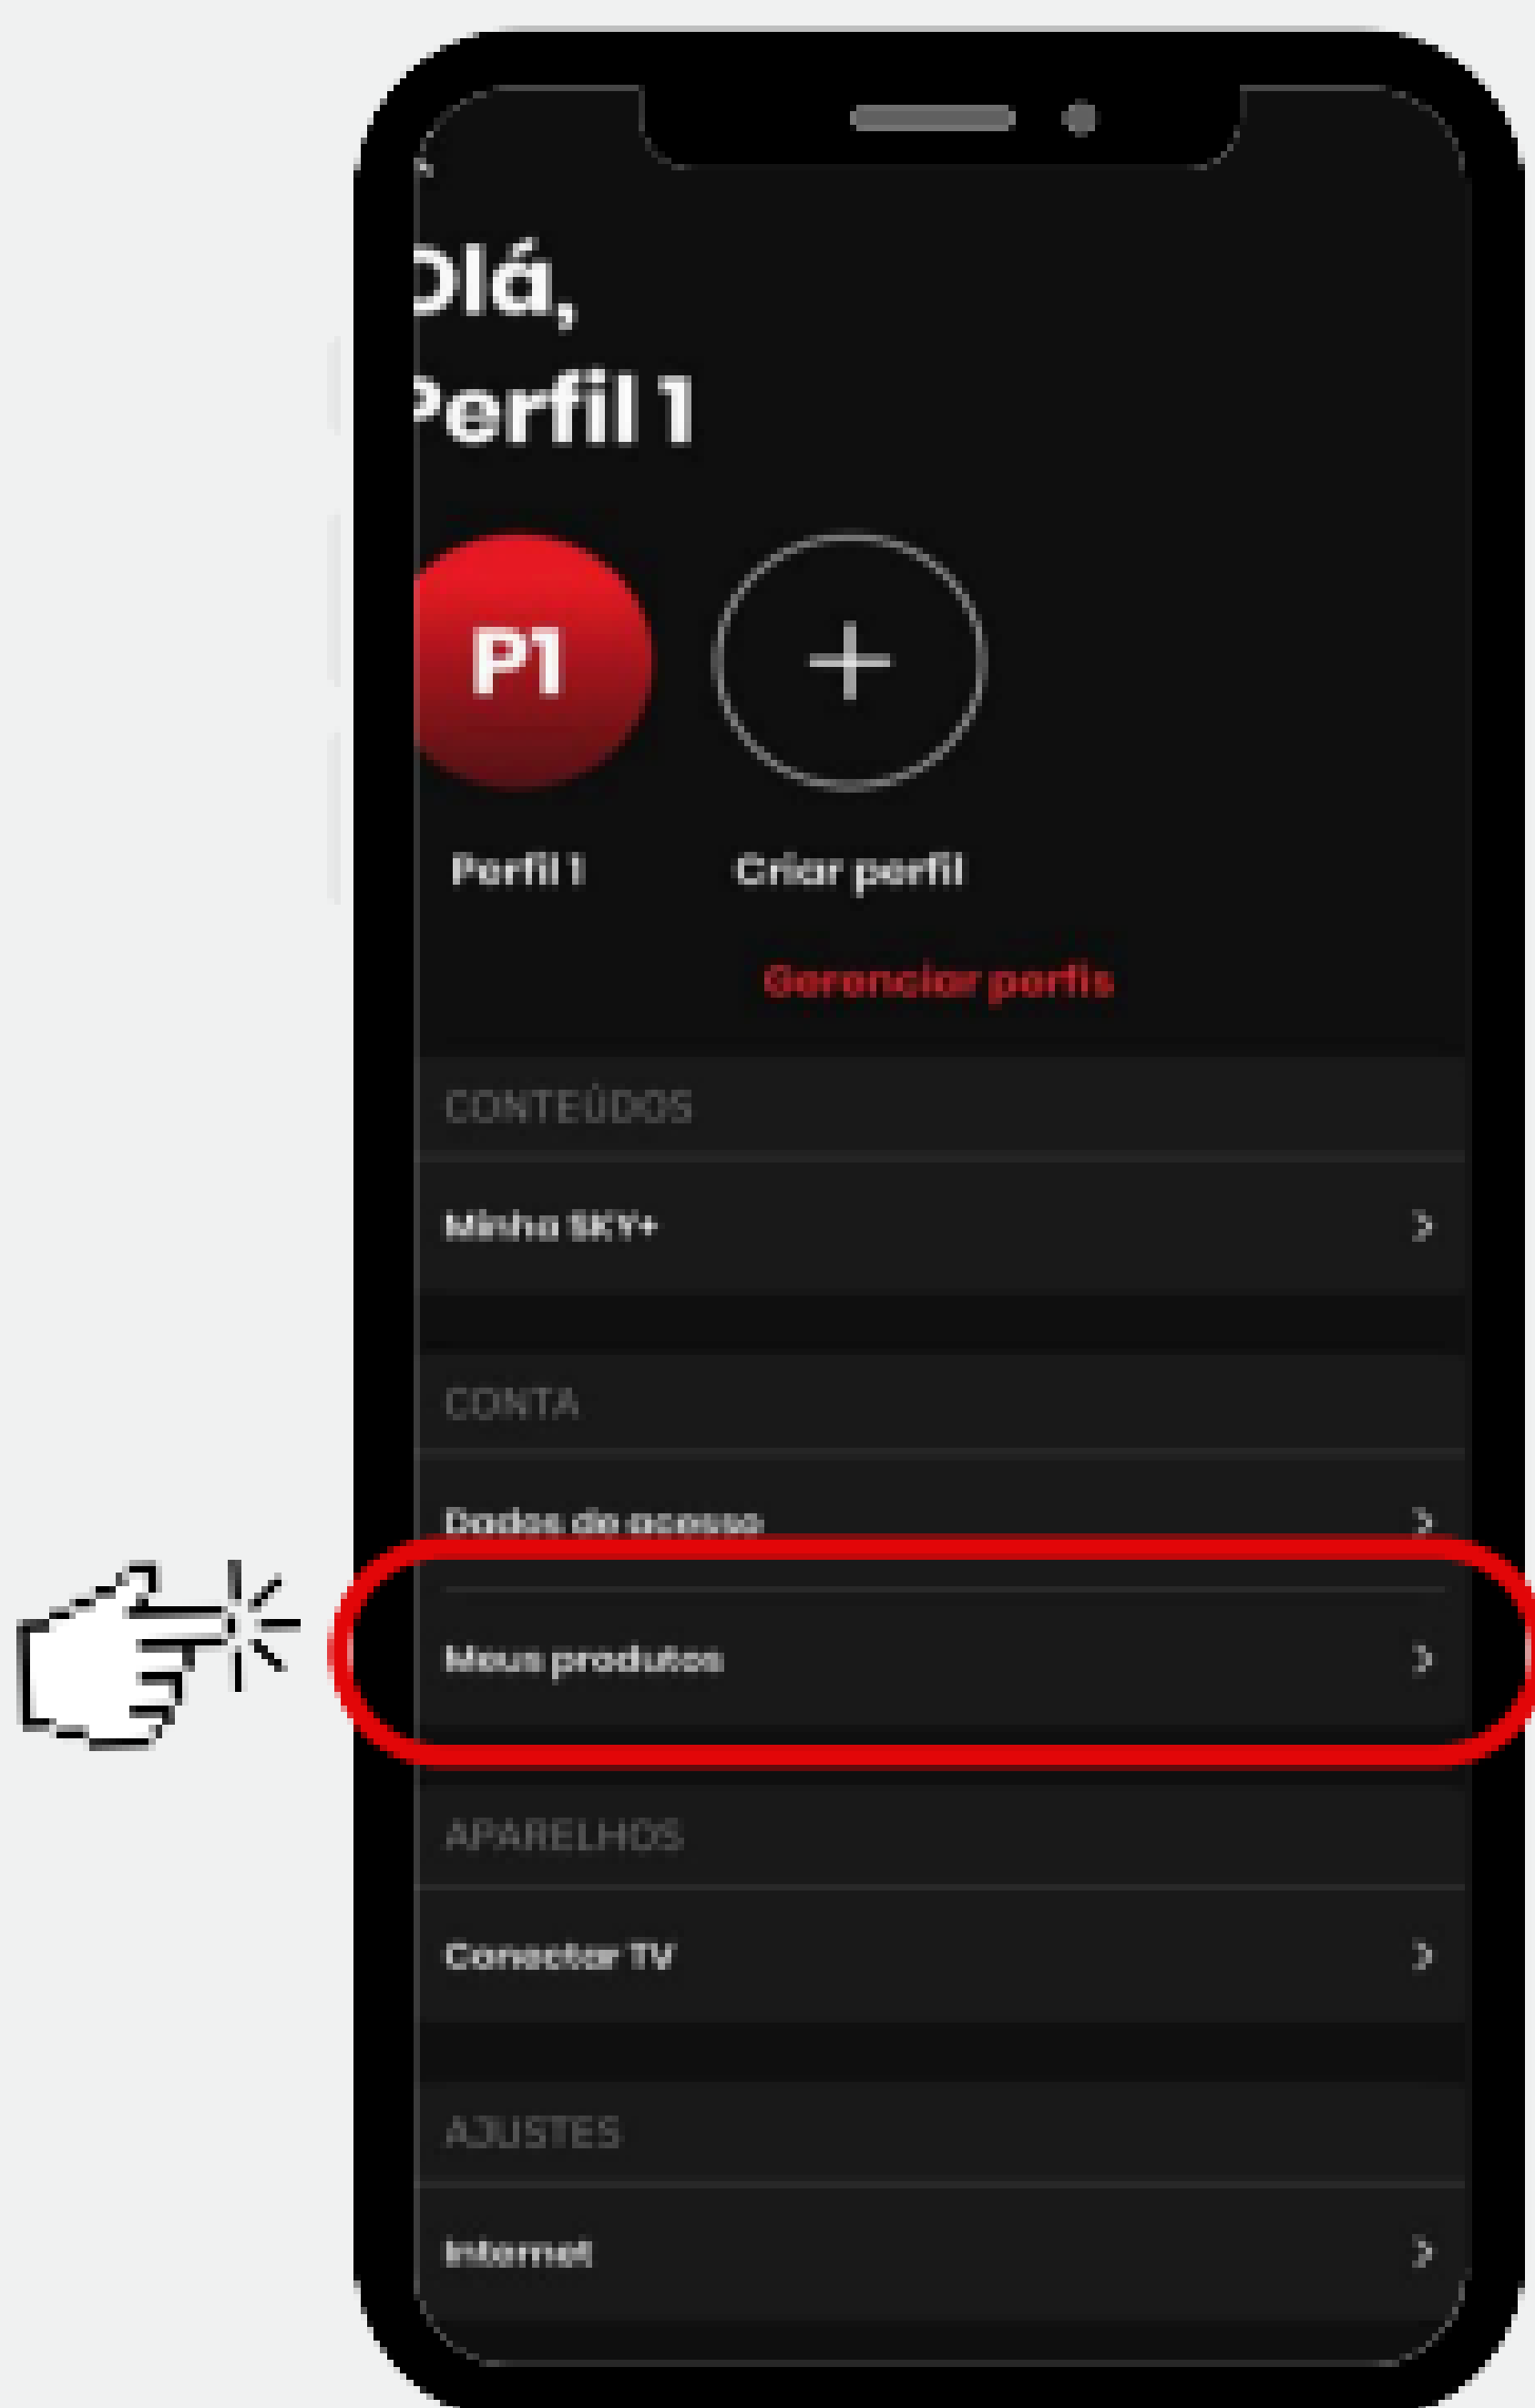 Olá,
Perfil 1
P1
Perfil 1
Criar perfil
Gerenciar perfis
CONTEÚDOS
Minha SKY+
CONTA
Dados de acesso
Meus produtos
APARELHOS
Conectar TV
AJUSTES
Internet